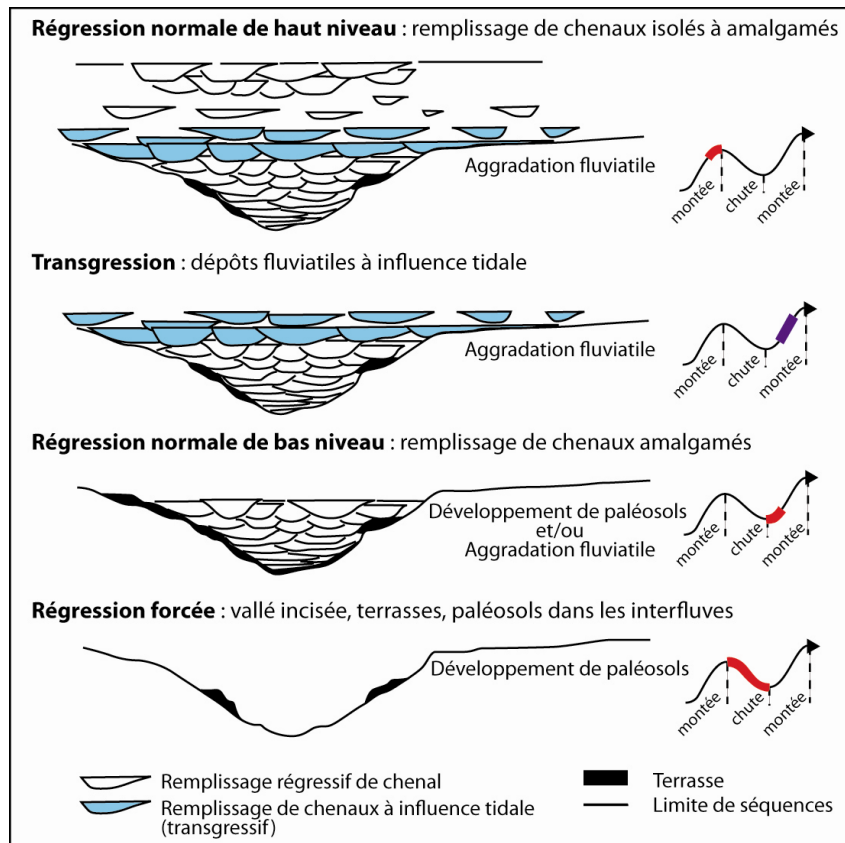 Régression normale de haut niveau : remplissage de chenaux isolés à amalgamés
Aggradation fluviatile
montée
chute
montée
Transgression : dépôts fluviatiles à influence tidale
Aggradation fluviatile
montée
chute
montée
Régression normale de bas niveau : remplissage de chenaux amalgamés
Développement de paléosols
et/ou
Aggradation fluviatile
montée
chute
montée
Régression forcée : vallé incisée, terrasses, paléosols dans les interfluves
Développement de paléosols
montée
chute
montée
Remplissage régressif de chenal
Remplissage de chenaux à influence tidale
(transgressif)
Terrasse
Limite de séquences